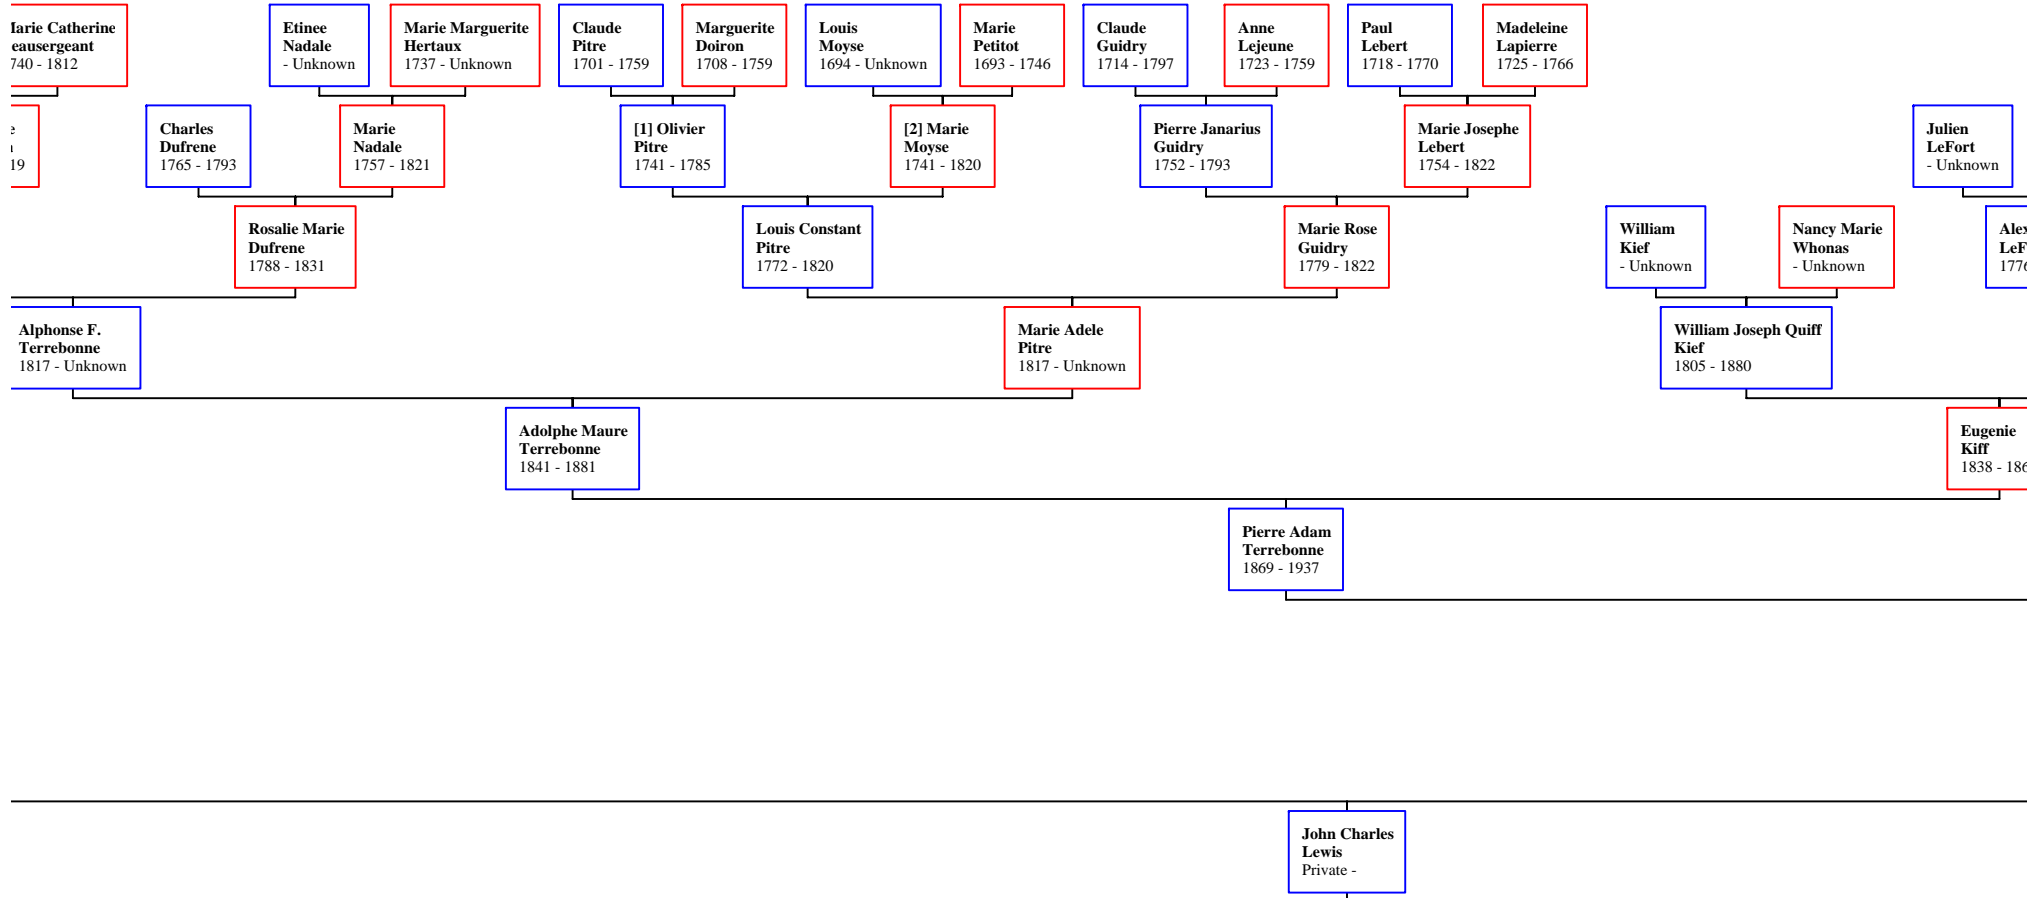 Catherine
1812
Etinee
Nadale
- Unknown
Marie Marguerite
Hertaux
1737 - Unknown
Claude
Pitre
1701 - 1759
Marguerite
Doiron
1708 - 1759
Louis
Moyse
1694 - Unknown
Marie
Petitot
1693 - 1746
Claude
Guidry
1714 - 1797
Anne
Lejeune
1723 - 1759
Paul
Lebert
1718 - 1770
Madeleine
Lapierre
1725 - 1766
Charles
Dufrene
1765 - 1793
Marie
Nadale
1757 - 1821
[1] Olivier
Pitre
1741 - 1785
[2] Marie
Moyse
1741 - 1820
Pierre Janarius
Guidry
1752 - 1793
Marie Josephe
Lebert
1754 - 1822
Julien
LeFort
- Unknown
Rosalie Marie
Dufrene
1788 - 1831
Louis Constant
Pitre
1772 - 1820
Marie Rose
Guidry
1779 - 1822
William
Kief
- Unknown
Nancy Marie
Whonas
- Unknown
Alphonse F.
Terrebonne
1817 - Unknown
Marie Adele
Pitre
1817 - Unknown
William Joseph Quiff
Kief
1805 - 1880
Adolphe Maure
Terrebonne
1841 - 1881
Eugenie
Kiff
1838 -
Pierre Adam
Terrebonne
1869 - 1937
John Charles
Lewis
Private -